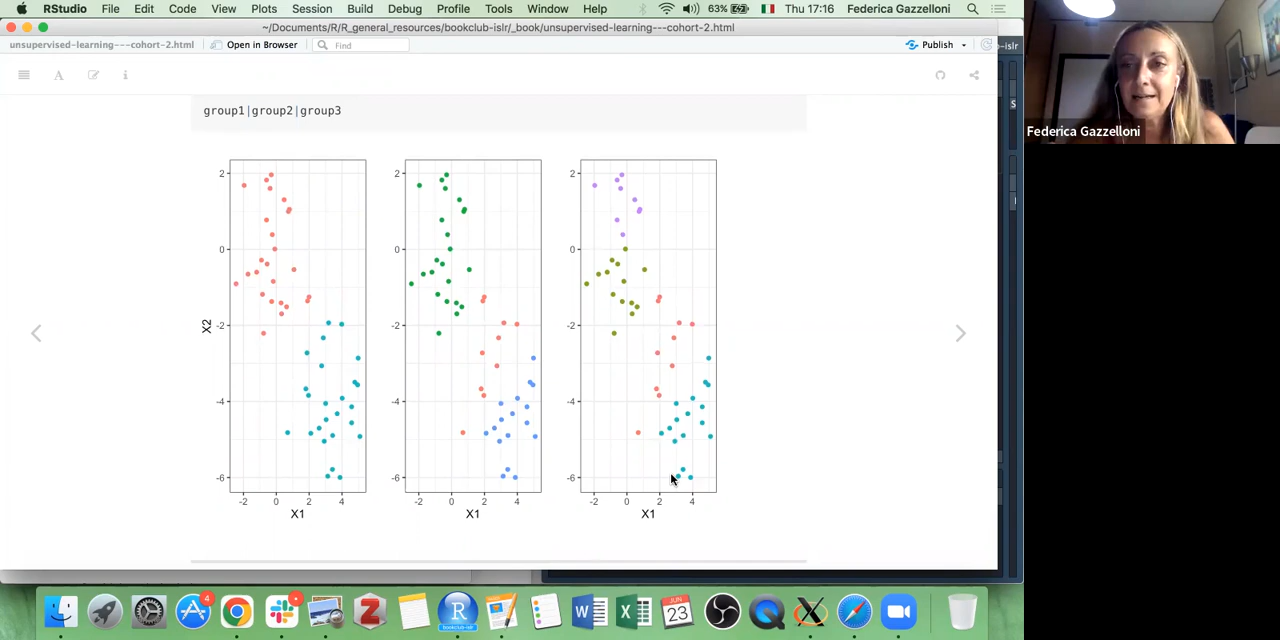 RStudio File Edit Code View Plots Session Build Debug Profile Tools Window Help 63% Thu 17:16 Federica Gazzelloni
~/Documents/R/R_general_resources/bookclub-islr/_book/unsupervised-learning---cohort-2.html
unsupervised-learning---cohort-2.html Open in Browser Find Publish
group1|group2|group3
2 2 2
0 0 0
-2 -2 -2
-4 -4 -4
-6 -6 -6
X2
-2 0 2 4 -2 0 2 4 -2 0 2 4
X1 X1 X1
Federica Gazzelloni
4
JUN
23
W X
R
bookclub-islr